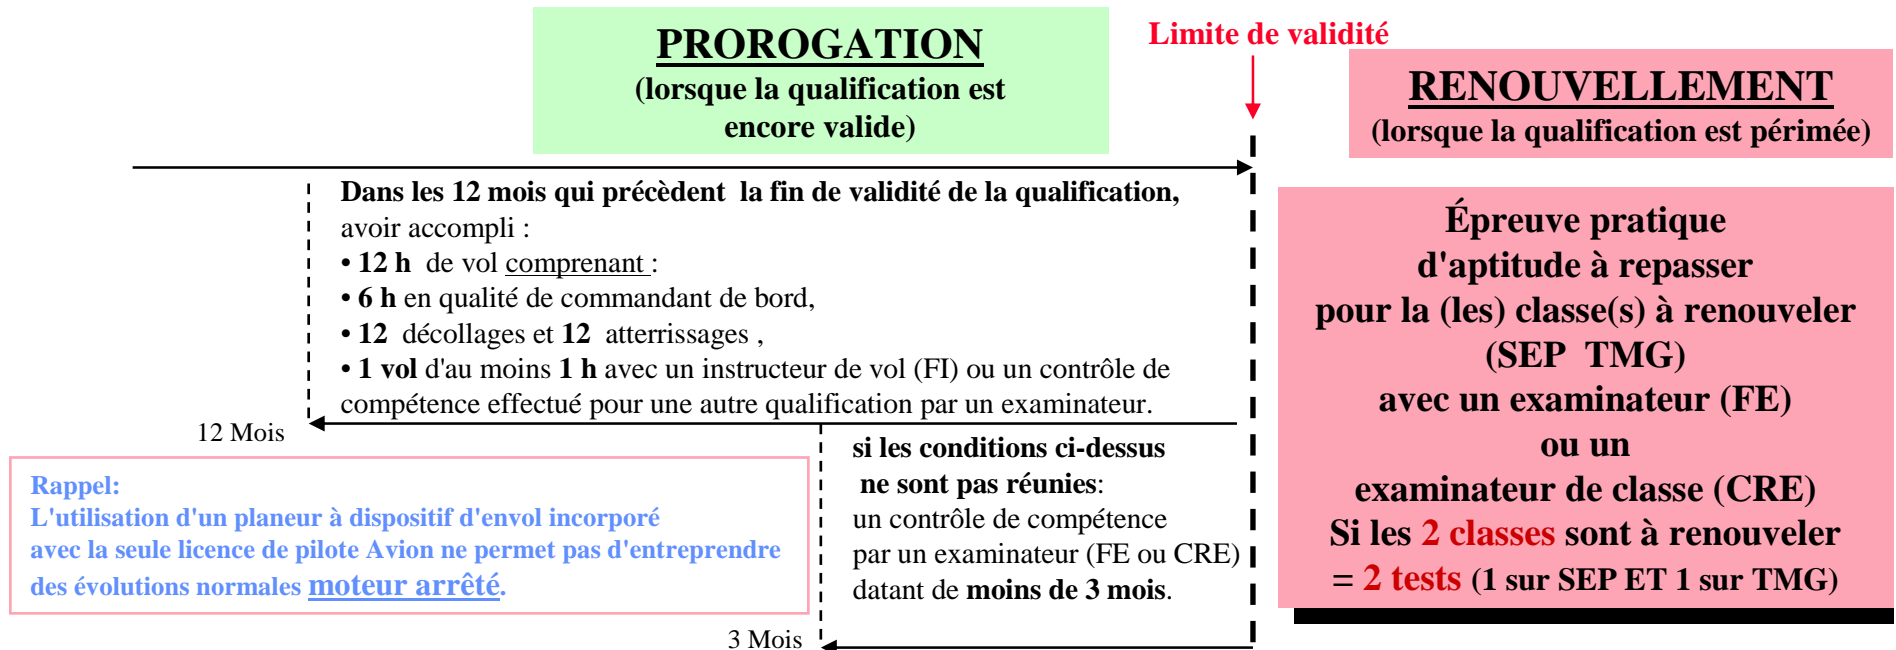 PROROGATION
(lorsque la qualification est
encore valide)
Limite de validité
RENOUVELLEMENT
(lorsque la qualification est périmée)
Dans les 12 mois qui précèdent la fin de validité de la qualification,
avoir accompli :
• 12 h de vol comprenant :
• 6 h en qualité de commandant de bord,
• 12 décollages et 12 atterrissages ,
• 1 vol d'au moins 1 h avec un instructeur de vol (FI) ou un contrôle de
compétence effectué pour une autre qualification par un examinateur.
12 Mois
si les conditions ci-dessus
ne sont pas réunies:
un contrôle de compétence
par un examinateur (FE ou CRE)
datant de moins de 3 mois.
3 Mois
Rappel:
L'utilisation d'un planeur à dispositif d'envol incorporé
avec la seule licence de pilote Avion ne permet pas d'entreprendre
des évolutions normales moteur arrêté.
Épreuve pratique
d'aptitude à repasser
pour la (les) classe(s) à renouveler
(SEP TMG)
avec un examinateur (FE)
ou un
examinateur de classe (CRE)
Si les 2 classes sont à renouveler
= 2 tests (1 sur SEP ET 1 sur TMG)